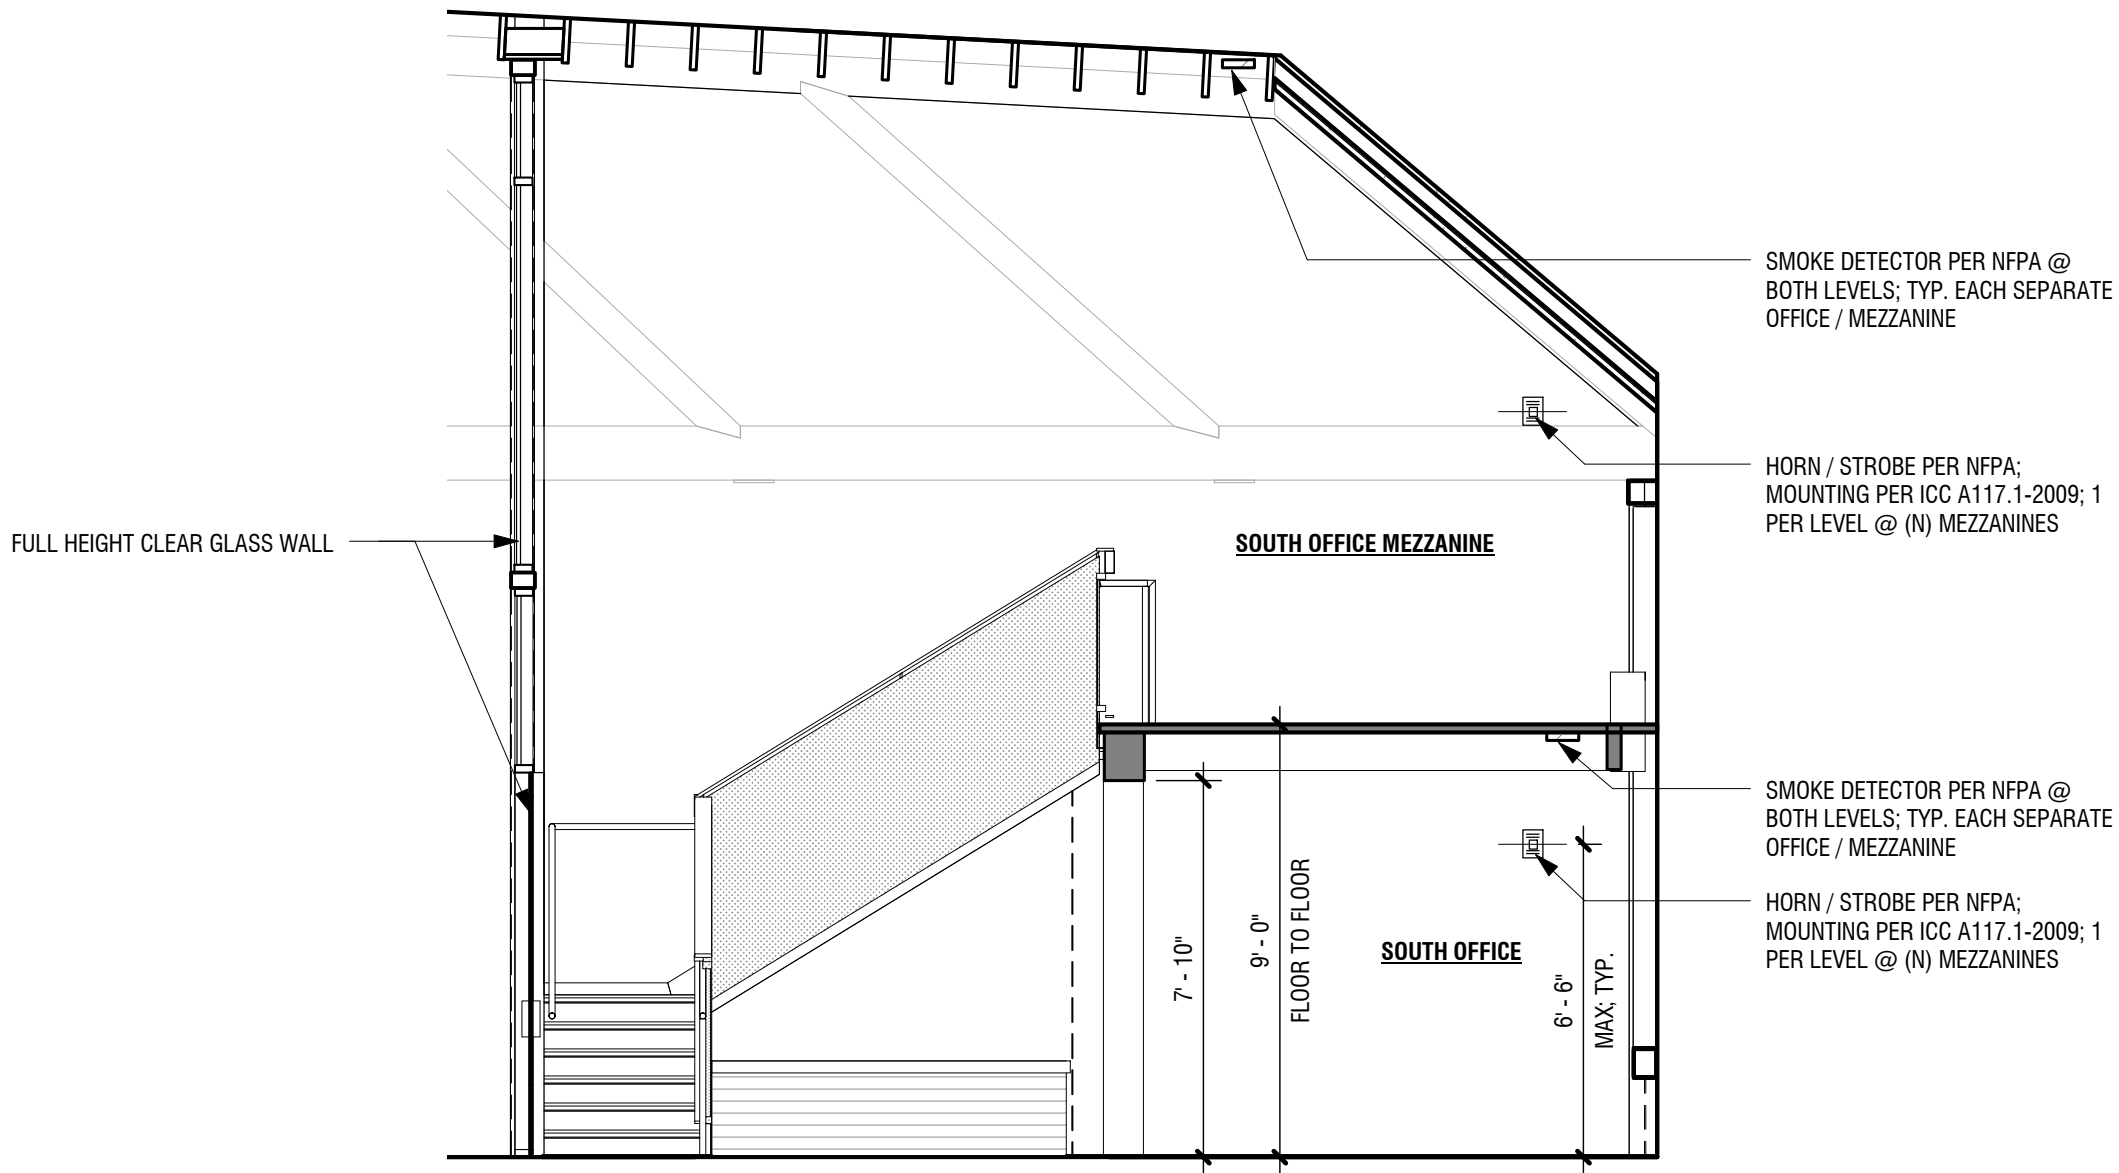 SMOKE DETECTOR PER NFPA @
BOTH LEVELS; TYP. EACH SEPARATE
OFFICE / MEZZANINE
HORN / STROBE PER NFPA;
MOUNTING PER ICC A117.1-2009; 1
PER LEVEL @ (N) MEZZANINES
FULL HEIGHT CLEAR GLASS WALL
SOUTH OFFICE MEZZANINE
SMOKE DETECTOR PER NFPA @
BOTH LEVELS; TYP. EACH SEPARATE
OFFICE / MEZZANINE
HORN / STROBE PER NFPA;
MOUNTING PER ICC A117.1-2009; 1
PER LEVEL @ (N) MEZZANINES
7' - 10"
9' - 0"
FLOOR TO FLOOR
SOUTH OFFICE
6' - 6"
MAX; TYP.